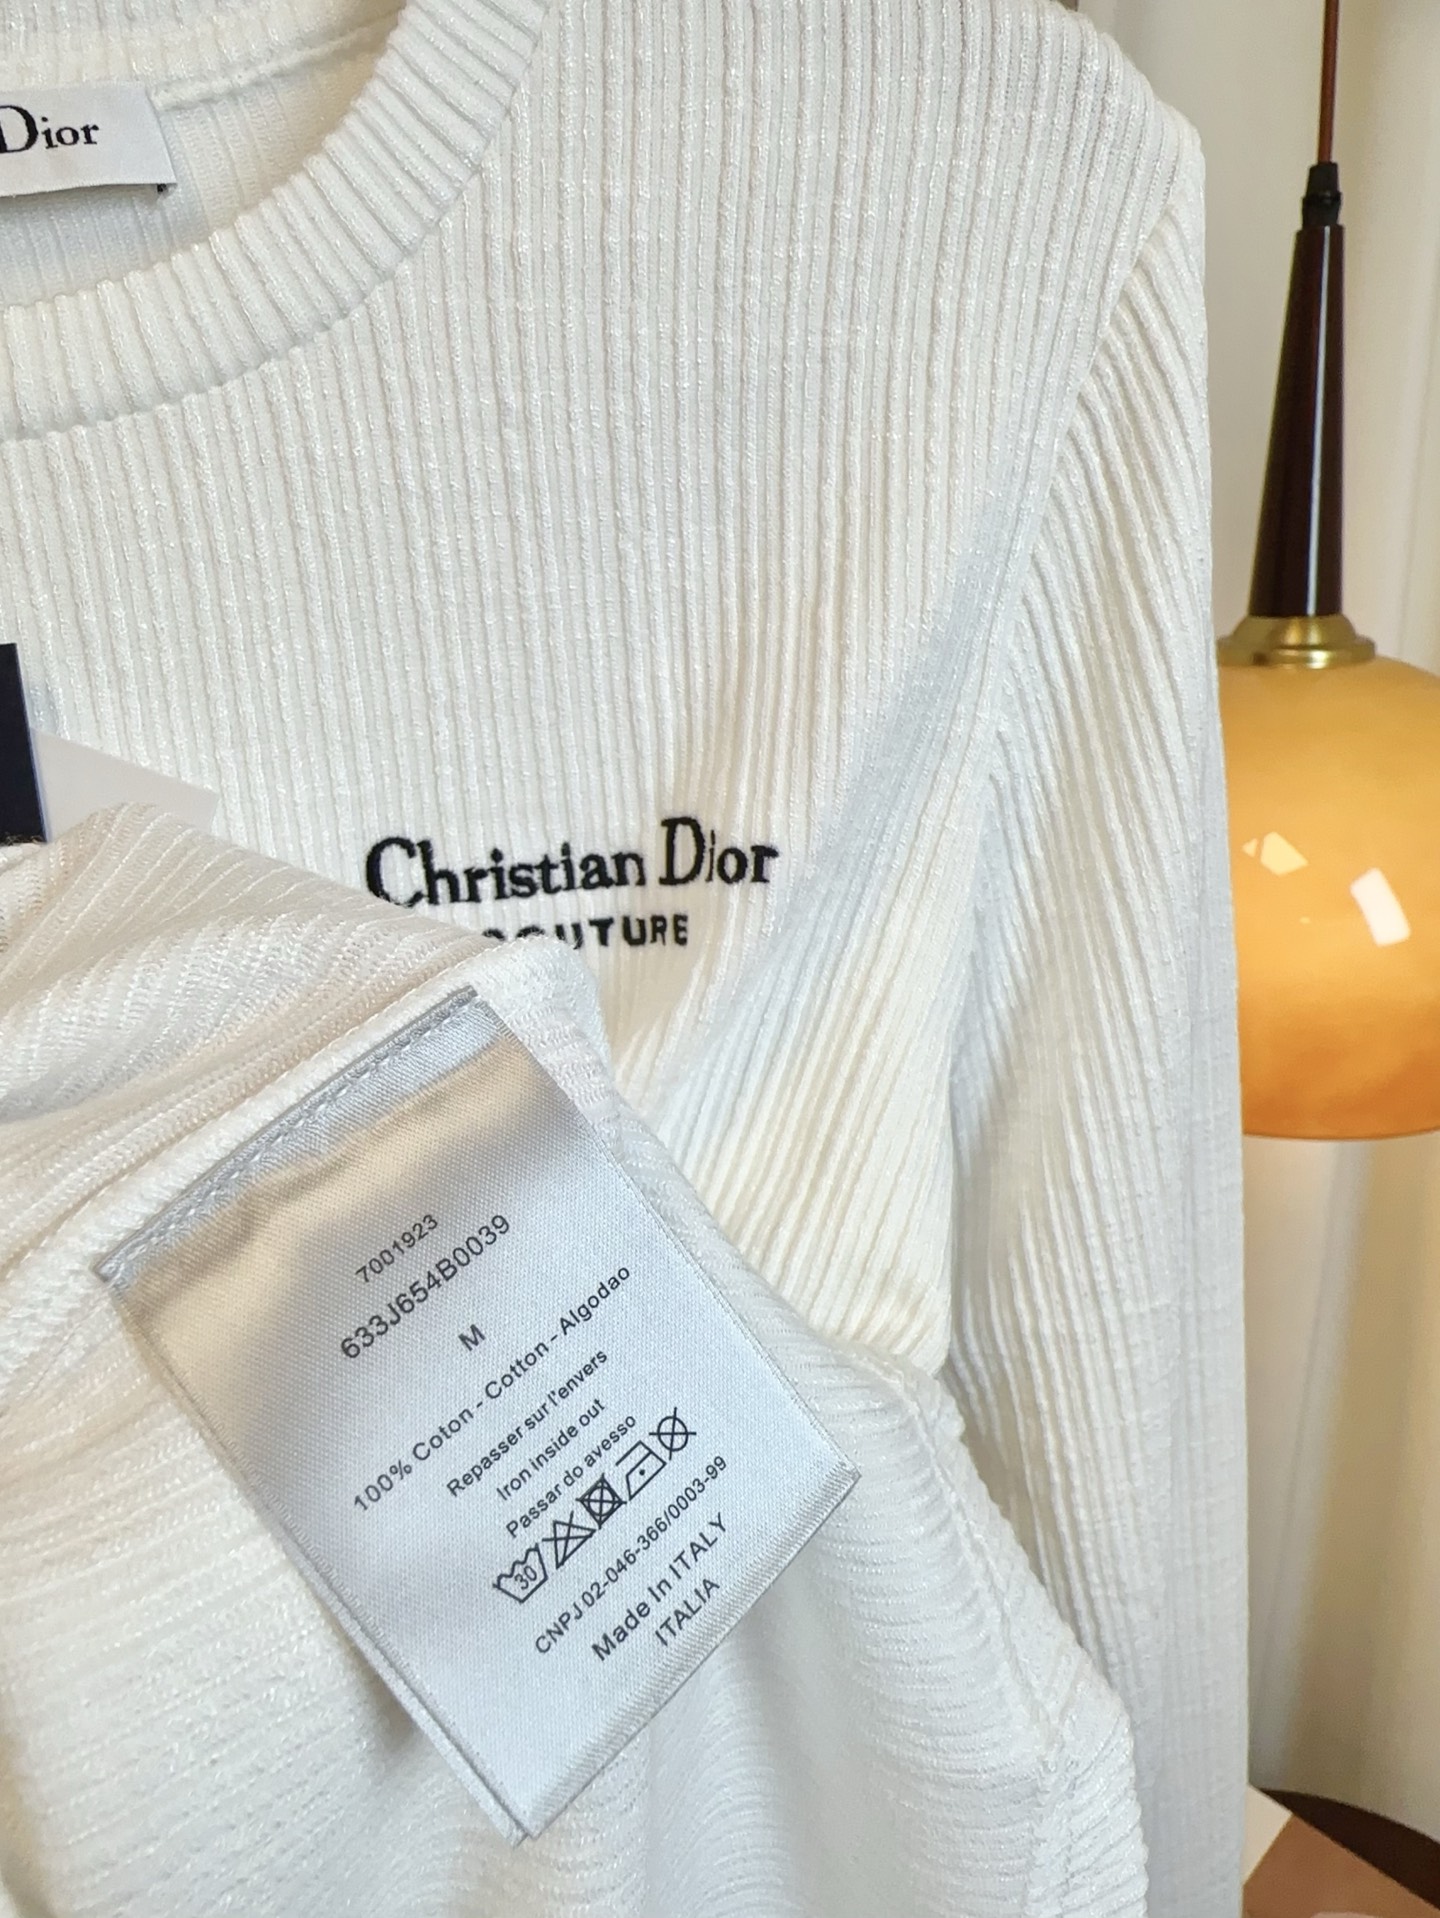 Dior
Christian Dior
COUTURE
7001923
633J654B0039
M
100% Coton - Cotton - Algodao
Repasser sur l'envers
Iron inside out
Passar do avesso
30
CNPJ 02-046-366/0003-99
Made In ITALY
ITALIA